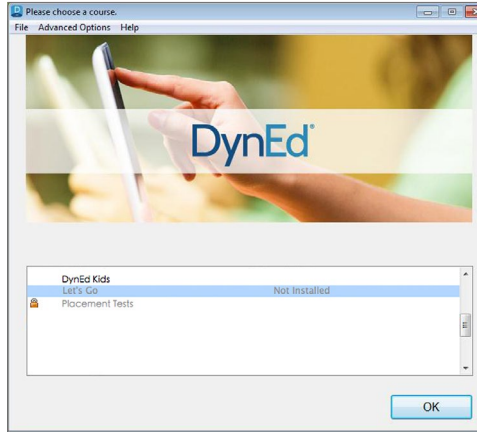 Please choose a course.
File Advanced Options Help
DynEd®
DynEd Kids
Let's Go Not Installed
Placement Tests
OK